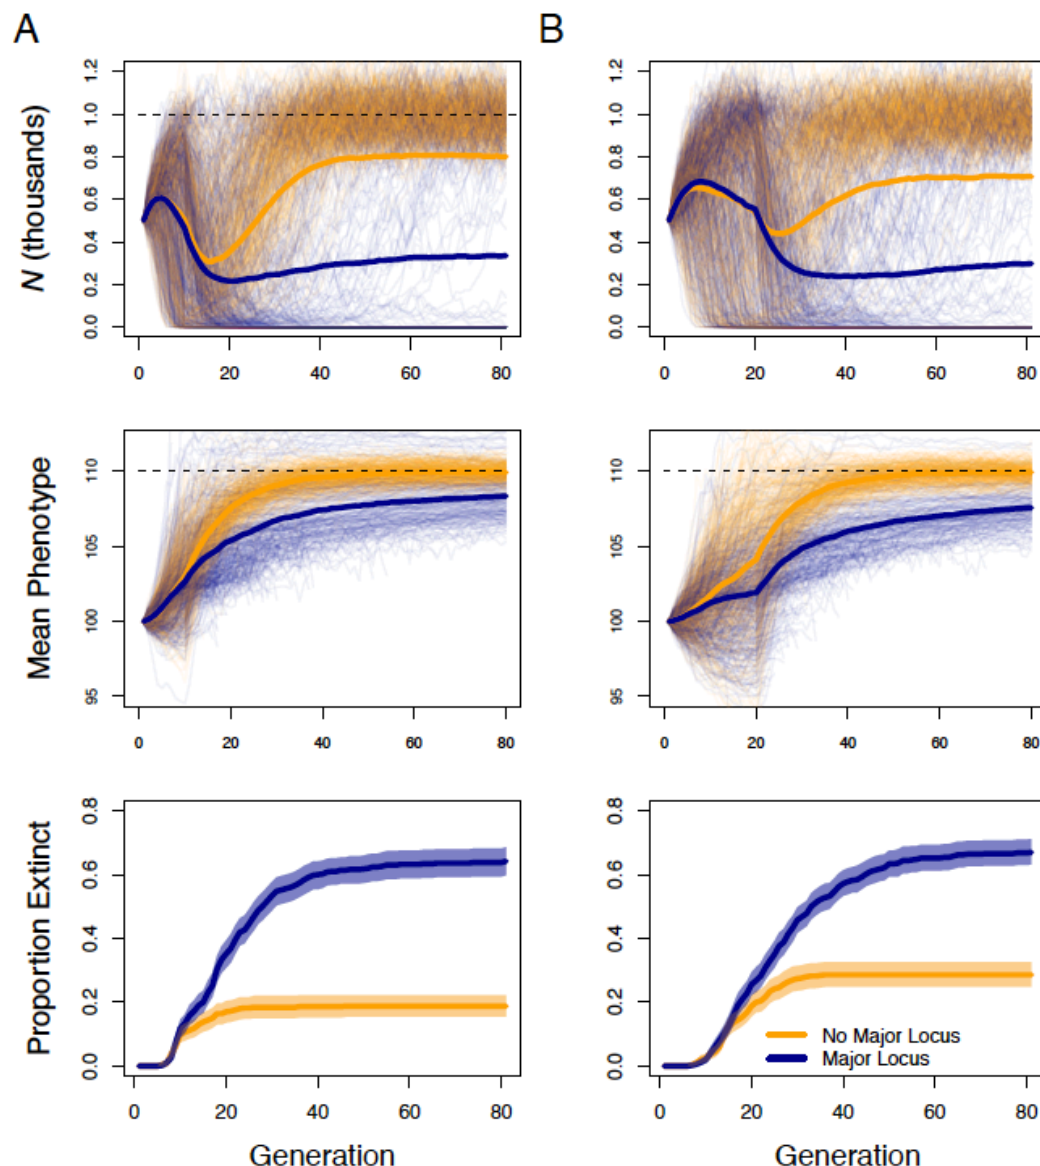 A
B
N (thousands)
1.2
1.0
0.8
0.6
0.4
0.2
0.0
0 20 40 60 80
1.2
1.0
0.8
0.6
0.4
0.2
0.0
0 20 40 60 80
Mean Phenotype
110
105
100
95
0 20 40 60 80
110
105
100
95
0 20 40 60 80
Proportion Extinct
0.8
0.6
0.4
0.2
0.0
0 20 40 60 80
Generation
0.8
0.6
0.4
0.2
0.0
No Major Locus
Major Locus
0 20 40 60 80
Generation